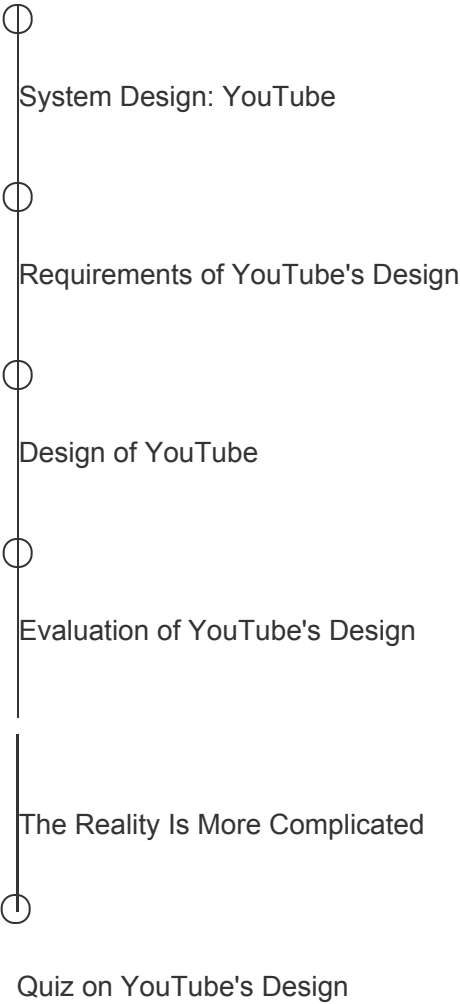 System Design: YouTube
Requirements of YouTube's Design
Design of YouTube
Evaluation of YouTube's Design
The Reality Is More Complicated
Quiz on YouTube's Design